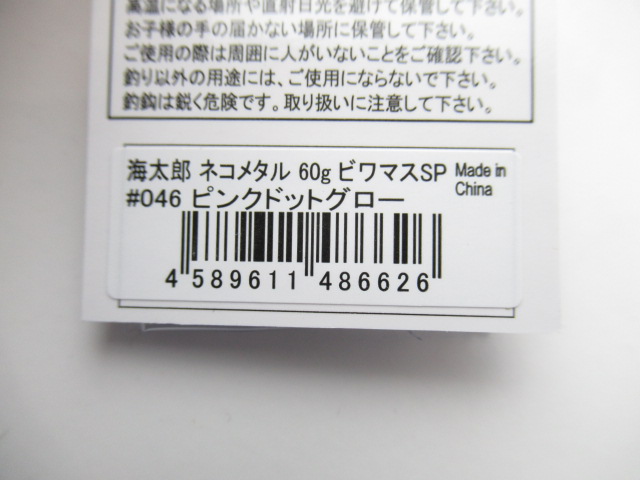 高温になる場所や直射日光を避けて保管して下さい。
お子様の手の届かない場所に保管して下さい。
ご使用の際は周囲に人がいないことをご確認下さい。
釣り以外の用途には、ご使用にならないで下さい。
釣鈎は鋭く危険です。取り扱いに注意して下さい。
海太郎 ネコメタル 60g ビワマスSP Made in China
#046 ピンクドットグロー
4 589611 486626